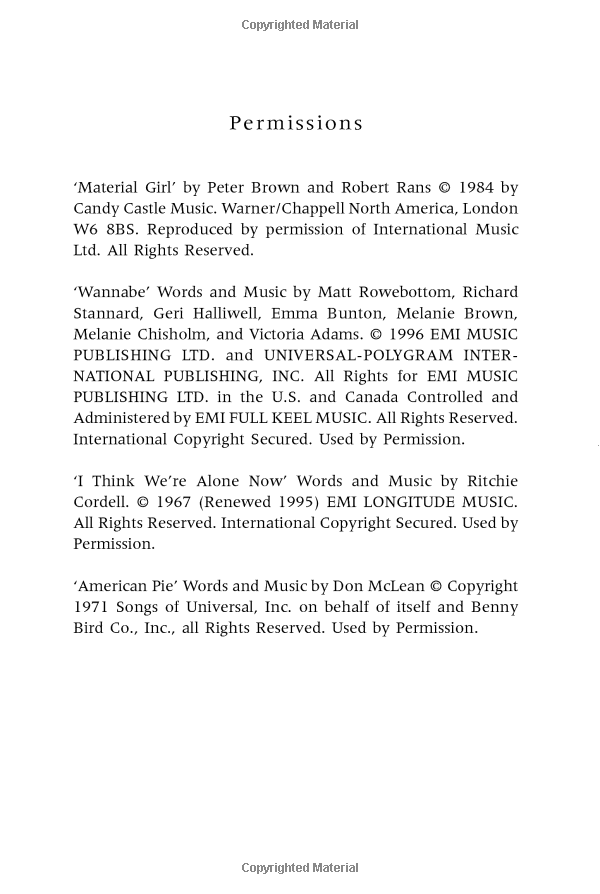 Copyrighted Material
Permissions
‘Material Girl’ by Peter Brown and Robert Rans © 1984 by
Candy Castle Music. Warner/Chappell North America, London
W6 8BS. Reproduced by permission of International Music
Ltd. All Rights Reserved.
‘Wannabe’ Words and Music by Matt Rowebottom, Richard
Stannard, Geri Halliwell, Emma Bunton, Melanie Brown,
Melanie Chisholm, and Victoria Adams. © 1996 EMI MUSIC
PUBLISHING LTD. and UNIVERSAL-POLYGRAM INTER-
NATIONAL PUBLISHING, INC. All Rights for EMI MUSIC
PUBLISHING LTD. in the U.S. and Canada Controlled and
Administered by EMI FULL KEEL MUSIC. All Rights Reserved.
International Copyright Secured. Used by Permission.
‘I Think We’re Alone Now’ Words and Music by Ritchie
Cordell. © 1967 (Renewed 1995) EMI LONGITUDE MUSIC.
All Rights Reserved. International Copyright Secured. Used by
Permission.
‘American Pie’ Words and Music by Don McLean © Copyright
1971 Songs of Universal, Inc. on behalf of itself and Benny
Bird Co., Inc., all Rights Reserved. Used by Permission.
Copyrighted Material